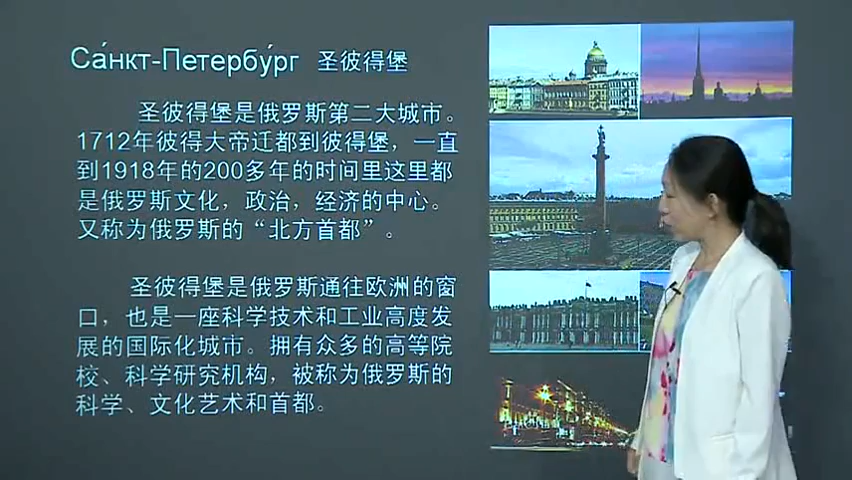 Са́нкт-Петербу́рг 圣彼得堡
圣彼得堡是俄罗斯第二大城市。
1712年彼得大帝迁都到彼得堡，一直
到1918年的200多年的时间里这里都
是俄罗斯文化，政治，经济的中心。
又称为俄罗斯的“北方首都”。
圣彼得堡是俄罗斯通往欧洲的窗
口，也是一座科学技术和工业高度发
展的国际化城市。拥有众多的高等院
校、科学研究机构，被称为俄罗斯的
科学、文化艺术和首都。